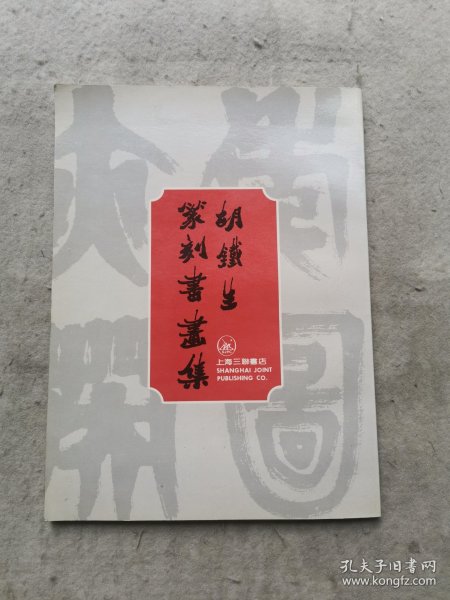 胡鐵生
篆刻書畫集
上海三聯書店
SHANGHAI JOINT
PUBLISHING CO.
孔夫子旧书网
www.kongfz.com